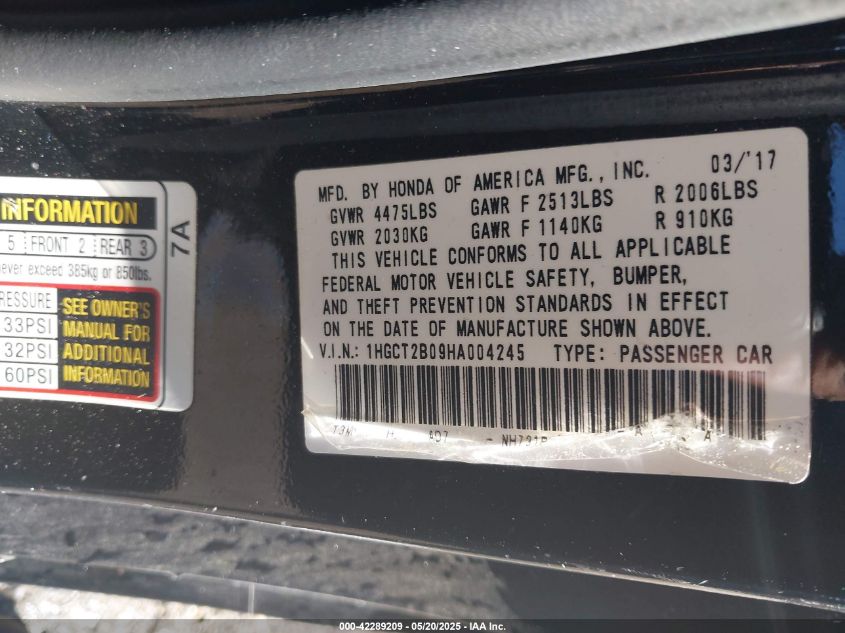 INFORMATION
5 FRONT 2 REAR 3
never exceed 385kg or 850lbs.
PRESSURE
33PSI
32PSI
60PSI
SEE OWNER'S
MANUAL FOR
ADDITIONAL
INFORMATION
7A
MFD. BY HONDA OF AMERICA MFG., INC. 03/'17
GVWR 4475LBS GAWR F 2513LBS R 2006LBS
GVWR 2030KG GAWR F 1140KG R 910KG
THIS VEHICLE CONFORMS TO ALL APPLICABLE
FEDERAL MOTOR VEHICLE SAFETY, BUMPER,
AND THEFT PREVENTION STANDARDS IN EFFECT
ON THE DATE OF MANUFACTURE SHOWN ABOVE.
V.I.N.: 1HGCT2B09HA004245 TYPE: PASSENGER CAR
A A
000-42289209 - 05/20/2025 - IAA Inc.